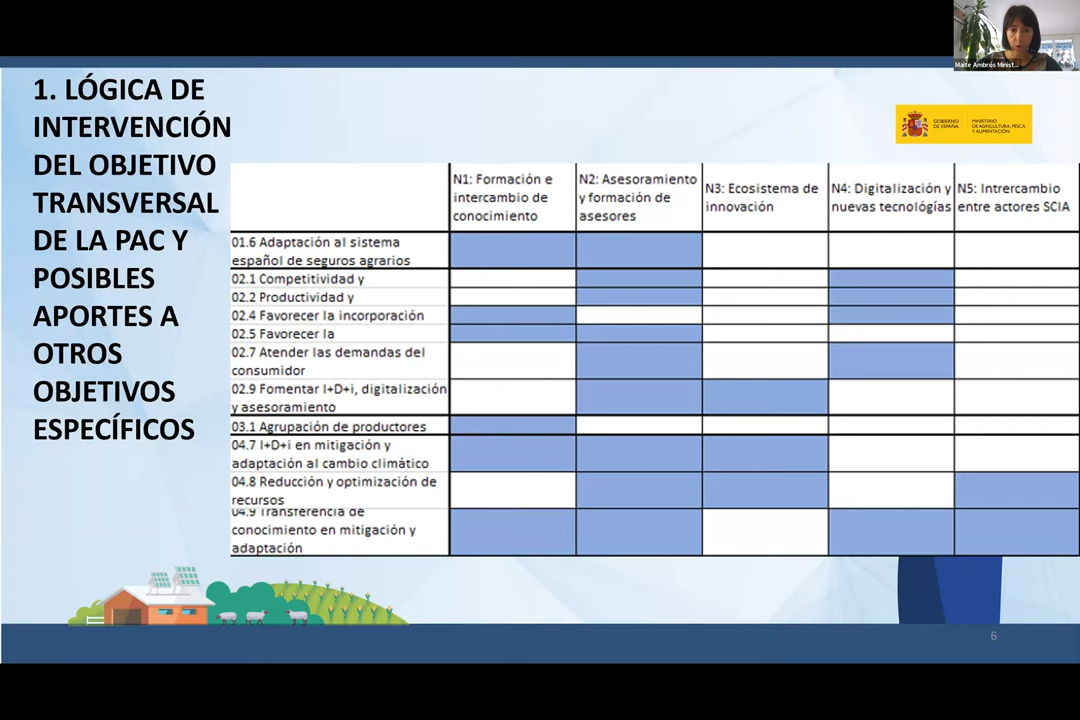 Maite Ambrós Minist...
1. LÓGICA DE
INTERVENCIÓN
DEL OBJETIVO
TRANSVERSAL
DE LA PAC Y
POSIBLES
APORTES A
OTROS
OBJETIVOS
ESPECÍFICOS
GOBIERNO
DE ESPAÑA
MINISTERIO
DE AGRICULTURA, PESCA
Y ALIMENTACIÓN
N1: Formación e
intercambio de
conocimiento
N2: Asesoramiento
y formación de
asesores
N3: Ecosistema de
innovación
N4: Digitalización y
nuevas tecnológías
N5: Intrercambio
entre actores SCIA
01.6 Adaptación al sistema
español de seguros agrarios
02.1 Competitividad y
02.2 Productividad y
02.4 Favorecer la incorporación
02.5 Favorecer la
02.7 Atender las demandas del
consumidor
02.9 Fomentar I+D+i, digitalización
y asesoramiento
03.1 Agrupación de productores
04.7 I+D+i en mitigación y
adaptación al cambio climático
04.8 Reducción y optimización de
recursos
04.9 Transferencia de
conocimiento en mitigación y
adaptación
6